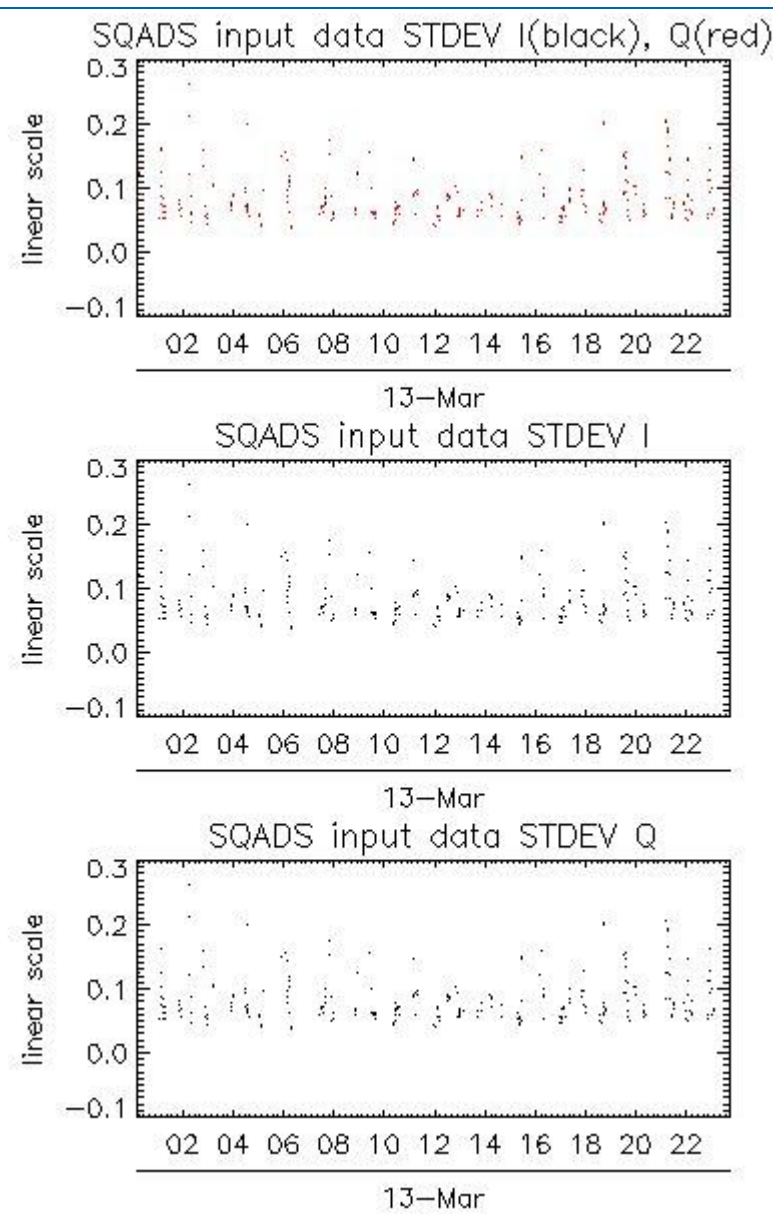 SQADS input data STDEV I(black), Q(red)
0.3
0.2
0.1
0.0
−0.1
linear scale
02 04 06 08 10 12 14 16 18 20 22
13−Mar
SQADS input data STDEV I
0.3
0.2
0.1
0.0
−0.1
linear scale
02 04 06 08 10 12 14 16 18 20 22
13−Mar
SQADS input data STDEV Q
0.3
0.2
0.1
0.0
−0.1
linear scale
02 04 06 08 10 12 14 16 18 20 22
13−Mar